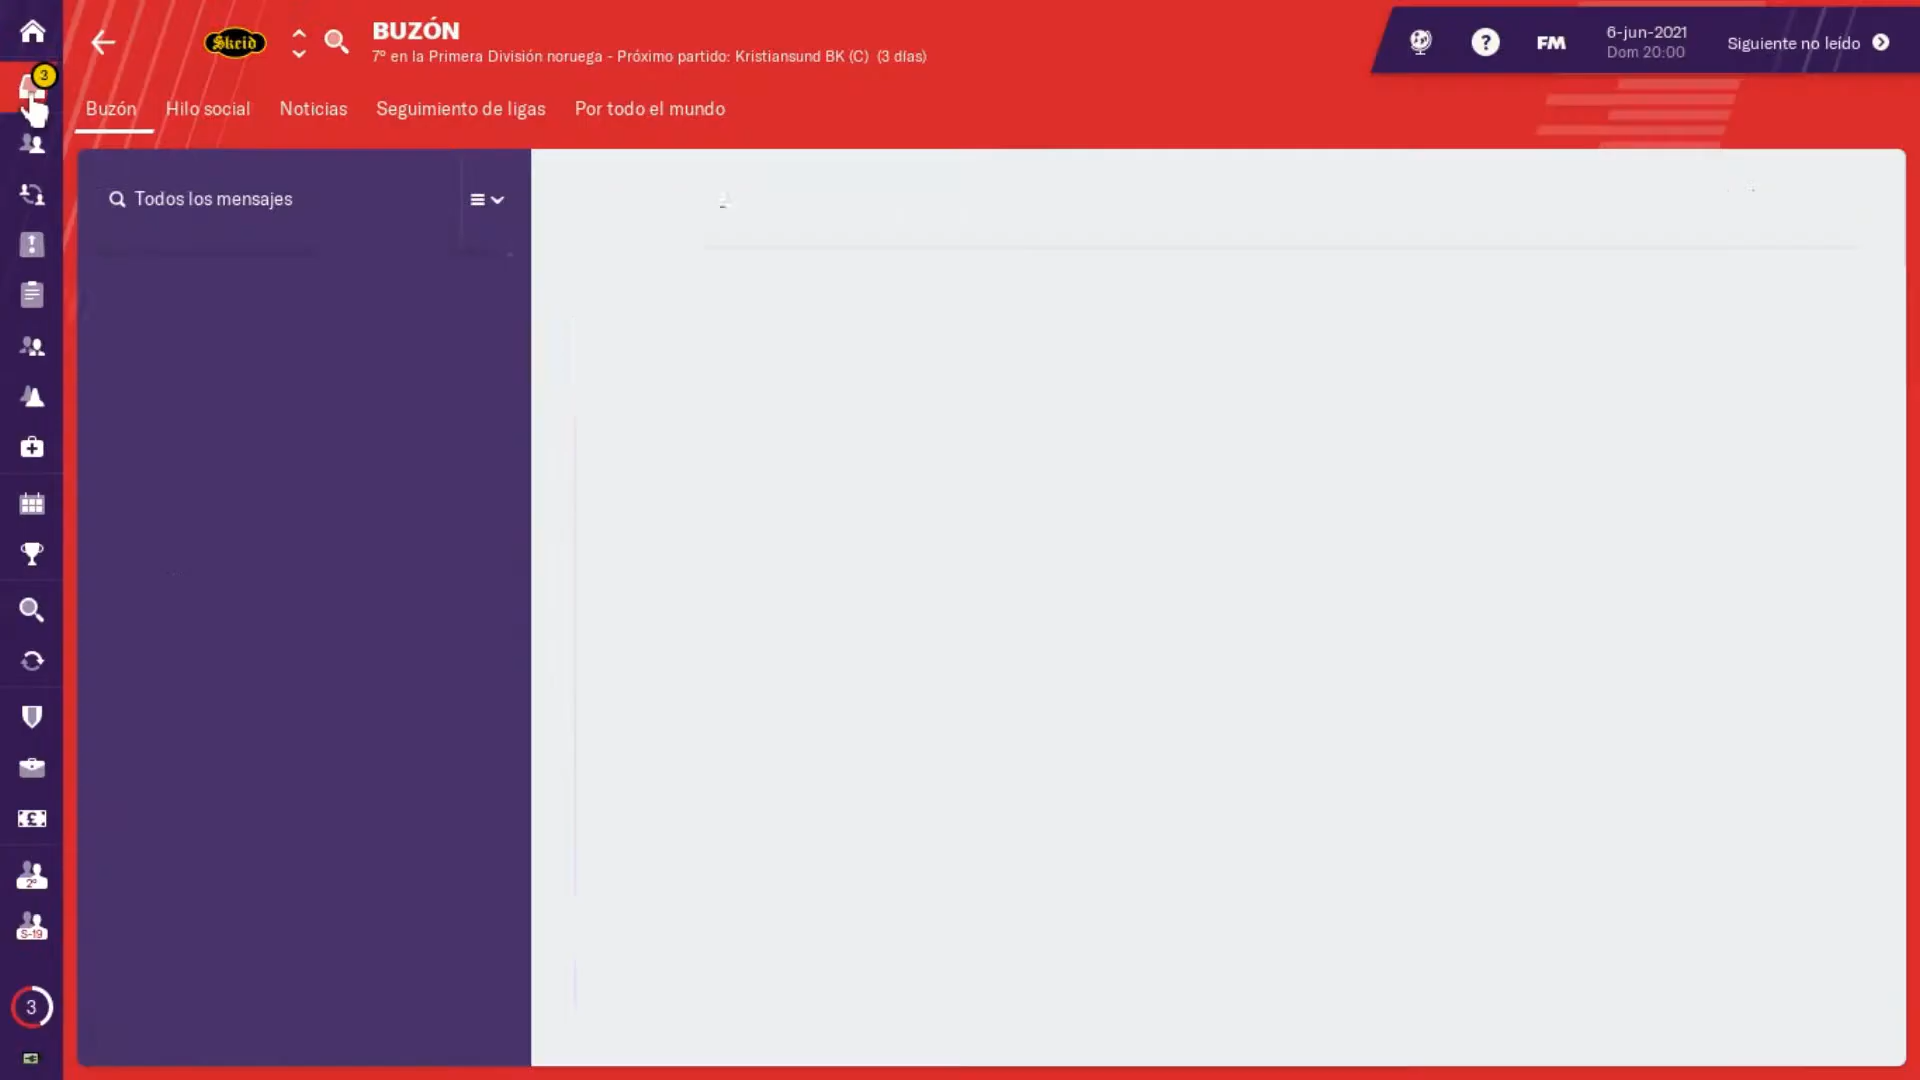 BUZÓN
Skeid
7º en la Primera División noruega - Próximo partido: Kristiansund BK (C) (3 días)
?
FM
6-jun-2021
Dom 20:00
Siguiente no leído
3
Buzón
Hilo social
Noticias
Seguimiento de ligas
Por todo el mundo
Todos los mensajes
£
2º
S-19
3